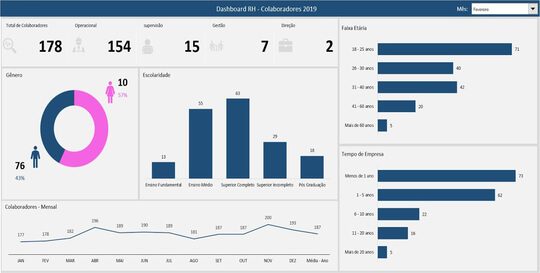 Dashboard RH - Colaboradores 2019
Mês: Fevereiro
Total de Colaboradores Operacional supervisão Gestão Direção
178 154 15 7 2
Gênero
10
57%
76
43%
Escolaridade
13 55 63 29 18
Ensino Fundamental Ensino Médio Superior Completo Superior Incompleto Pós Graduação
Colaboradores - Mensal
177 178 182 196 189 190 189 181 187 187 200 193 187
JAN FEV MAR ABR MAI JUN JUL AGO SET OUT NOV DEZ Média - Ano
Faixa Etária
18 - 25 anos 71
26 - 30 anos 40
31 - 40 anos 42
41 - 60 anos 20
Mais de 60 anos 5
Tempo de Empresa
Menos de 1 ano 73
1 - 5 anos 62
6 - 10 anos 22
11 - 20 anos 16
Mais de 20 anos 5